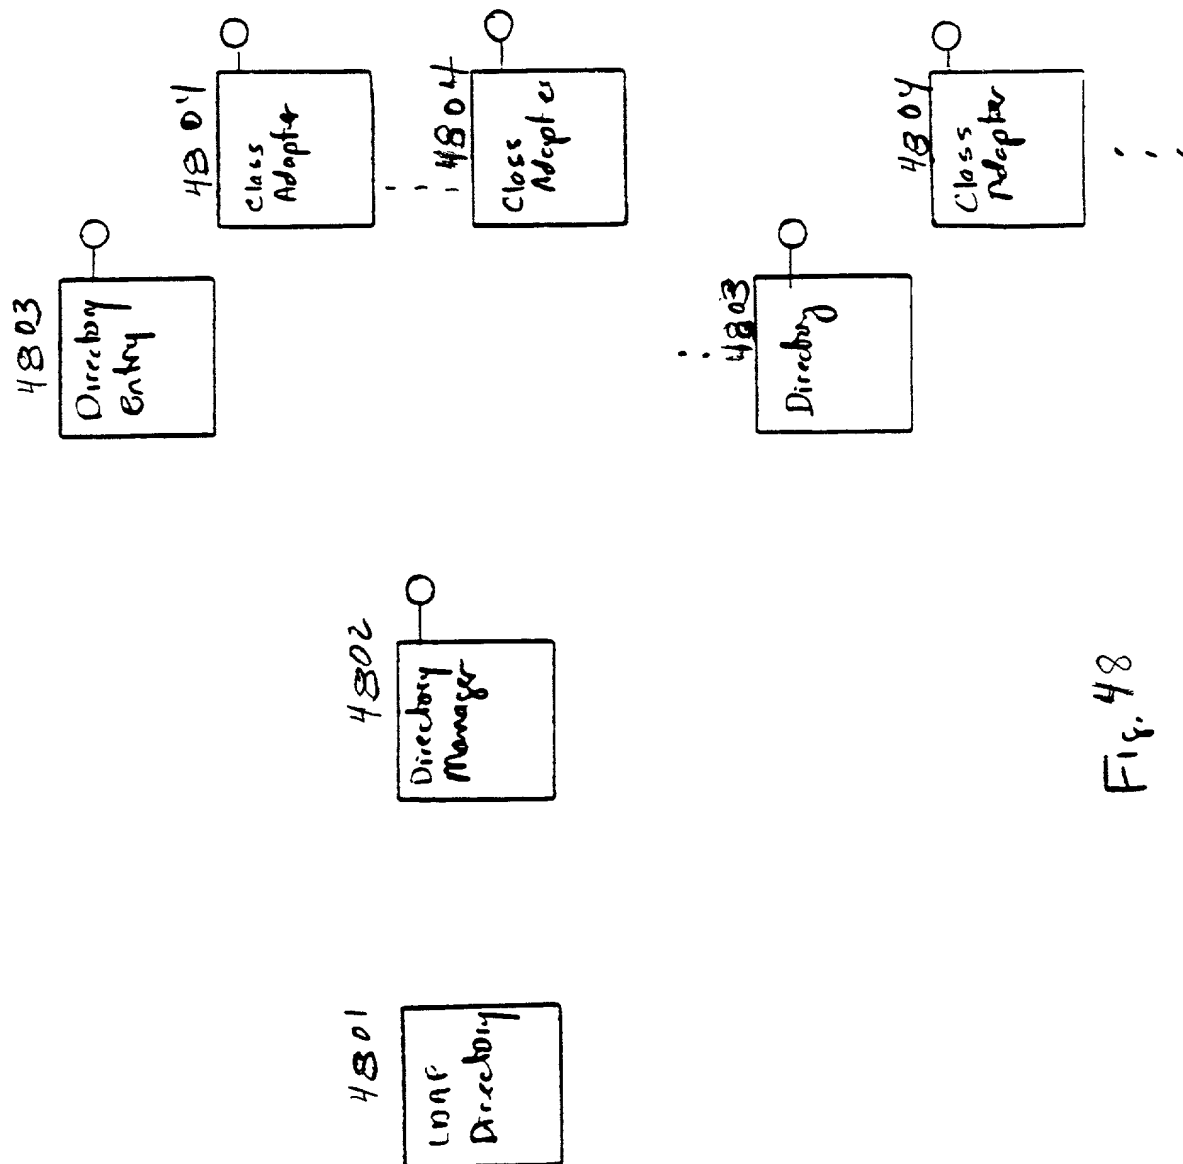 4803
Directory
Entry
4804
Class
Adapter
4801
LDAP
Directory
4802
Directory
Manager
4804
Class
Adapter
4803
Directory
4804
Class
Adapter
Fig. 48